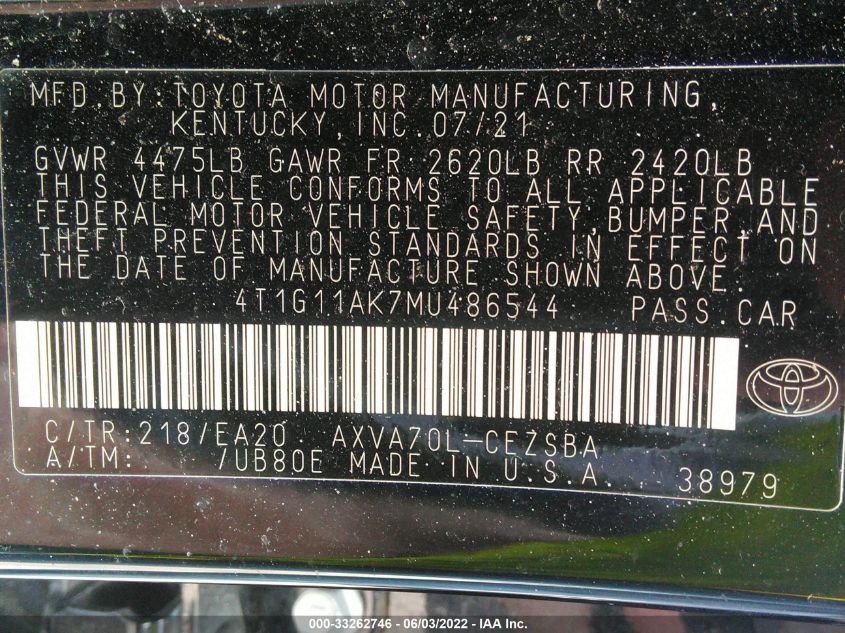 MFD.BY:TOYOTA MOTOR MANUFACTURING,
KENTUCKY,INC.07/21
GVWR 4475LB GAWR FR 2620LB RR 2420LB
THIS VEHICLE CONFORMS TO ALL APPLICABLE
FEDERAL MOTOR VEHICLE SAFETY,BUMPER,AND
THEFT PREVENTION STANDARDS IN EFFECT ON
THE DATE OF MANUFACTURE SHOWN ABOVE.
4T1G11AK7MU486544 PASS.CAR
C/TR:218/EA20 AXVA70L-CEZSBA
A/TM: /UB80E MADE IN U.S.A. 38979
000-33262746 - 06/03/2022 - IAA Inc.